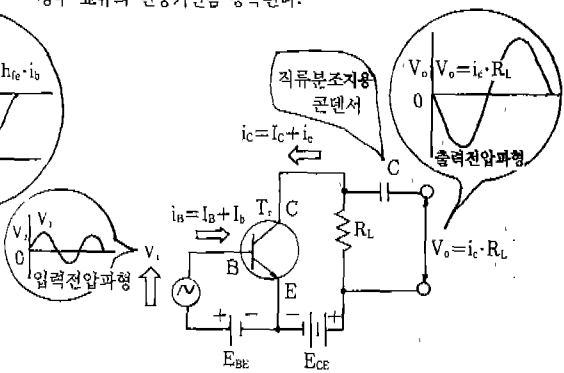 h_fe·i_b
직류분조지용
콘덴서
V_o
V_o=i_c·R_L
0
출력전압파형
i_C=I_C+i_c
C
i_B=I_B+I_b
T_r
C
R_L
V_o=i_c·R_L
B
E
V_i
V_i
0
입력전압파형
V_i
+ -
- +
E_BE
E_CE